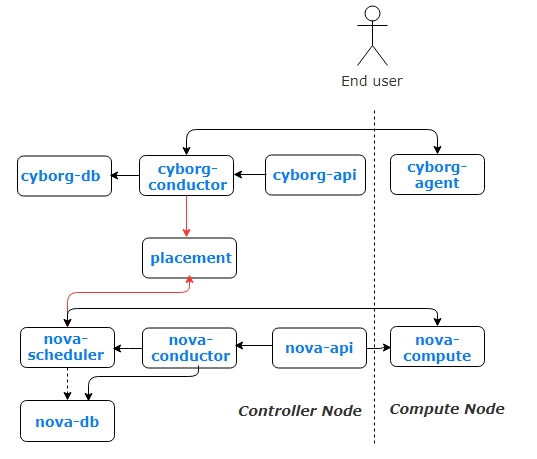 End user
cyborg-db
cyborg-
conductor
cyborg-api
cyborg-
agent
placement
nova-
scheduler
nova-
conductor
nova-api
nova-
compute
nova-db
Controller Node
Compute Node